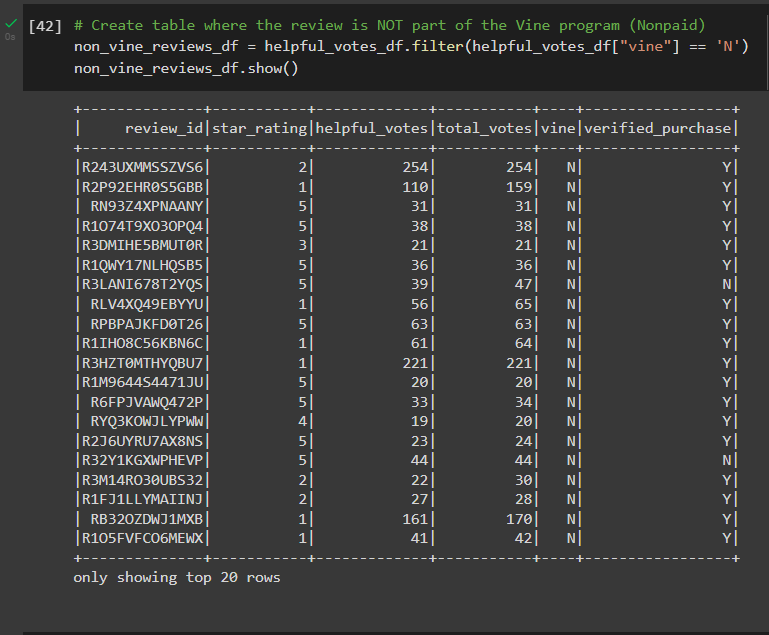 [42] # Create table where the review is NOT part of the Vine program (Nonpaid)
non_vine_reviews_df = helpful_votes_df.filter(helpful_votes_df["vine"] == 'N')
non_vine_reviews_df.show()
0s
+--------------+-----------+-------------+-----------+----+-----------------+
|     review_id|star_rating|helpful_votes|total_votes|vine|verified_purchase|
+--------------+-----------+-------------+-----------+----+-----------------+
|R243UXMMSSZVS6|          2|          254|        254|   N|                Y|
|R2P92EHR0S5GBB|          1|          110|        159|   N|                Y|
| RN93Z4XPNAANY|          5|           31|         31|   N|                Y|
|R1O74T9XO3OPQ4|          5|           38|         38|   N|                Y|
|R3DMIHE5BMUT0R|          3|           21|         21|   N|                Y|
|R1QWY17NLHQSB5|          5|           36|         36|   N|                Y|
|R3LANI678T2YQS|          5|           39|         47|   N|                N|
| RLV4XQ49EBYYU|          1|           56|         65|   N|                Y|
| RPBPAJKFD0T26|          5|           63|         63|   N|                Y|
|R1IHO8C56KBN6C|          1|           61|         64|   N|                Y|
|R3HZT0MTHYQBU7|          1|          221|        221|   N|                Y|
|R1M9644S4471JU|          5|           20|         20|   N|                Y|
| R6FPJVAWQ472P|          5|           33|         34|   N|                Y|
| RYQ3KOWJLYPWW|          4|           19|         20|   N|                Y|
|R2J6UYRU7AX8NS|          5|           23|         24|   N|                Y|
|R32Y1KGXWPHEVP|          5|           44|         44|   N|                N|
|R3M14RO30UBS32|          2|           22|         30|   N|                Y|
|R1FJ1LLYMAIINJ|          2|           27|         28|   N|                Y|
| RB32OZDWJ1MXB|          1|          161|        170|   N|                Y|
|R1O5FVFCO6MEWX|          1|           41|         42|   N|                Y|
+--------------+-----------+-------------+-----------+----+-----------------+
only showing top 20 rows